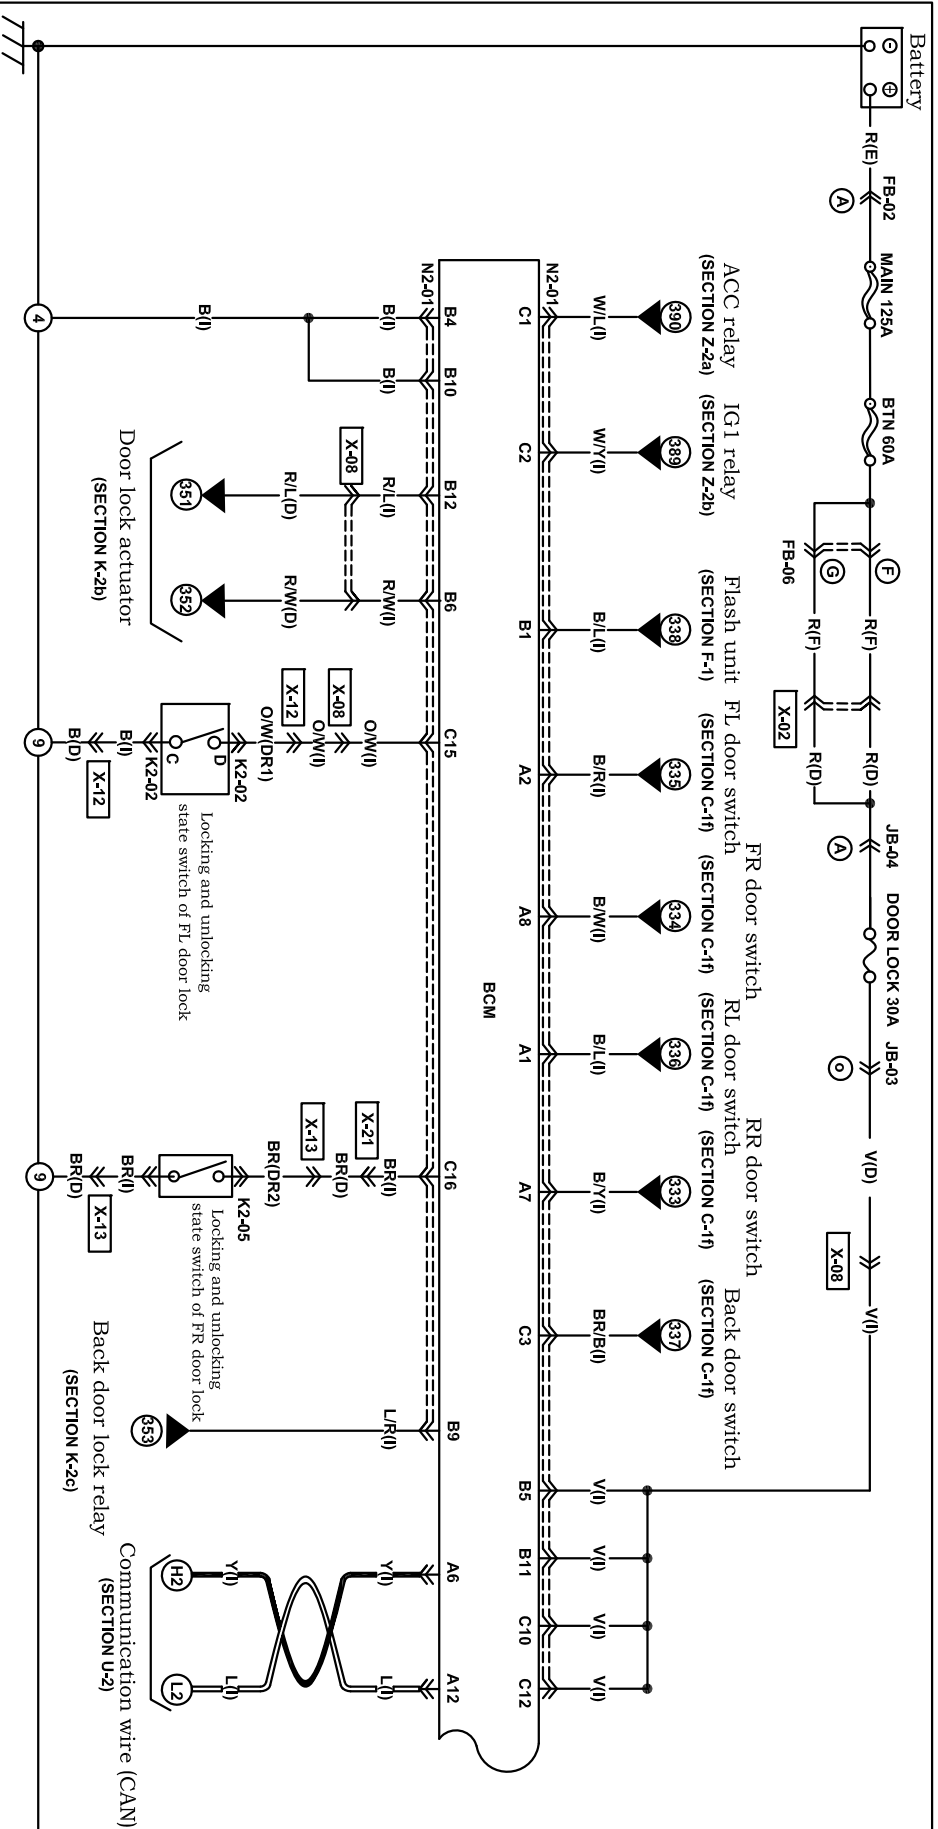 Battery
-
+
R(E)
FB-02
A
MAIN 125A
BTN 60A
F
G
FB-06
R(F)
R(F)
X-02
R(D)
R(D)
JB-04
A
DOOR LOCK 30A
JB-03
O
V(D)
X-08
V(I)
ACC relay
(SECTION Z-2a)
390
W/L(I)
IG1 relay
(SECTION Z-2b)
389
W/Y(I)
Flash unit
(SECTION F-1)
338
B/L(I)
FL door switch
(SECTION C-1f)
335
B/R(I)
FR door switch
(SECTION C-1f)
334
B/W(I)
RL door switch
(SECTION C-1f)
336
B/L(I)
RR door switch
(SECTION C-1f)
333
B/Y(I)
Back door switch
(SECTION C-1f)
337
BR/B(I)
V(I)
V(I)
V(I)
V(I)
N2-01
C1
C2
B1
A2
A8
A1
A7
C3
B5
B11
C10
C12
BCM
N2-01
B4
B10
B12
B6
C15
C16
B9
A6
A12
B(I)
B(I)
B(I)
4
X-08
R/L(I)
R/W(I)
R/L(D)
R/W(D)
351
352
Door lock actuator
(SECTION K-2b)
O/W(I)
X-08
O/W(I)
X-12
O/W(DR1)
K2-02
D
C
K2-02
B(I)
X-12
B(D)
9
Locking and unlocking
state switch of FL door lock
BR(I)
X-21
BR(D)
X-13
BR(DR2)
K2-05
BR(I)
X-13
BR(D)
9
Locking and unlocking
state switch of FR door lock
L/R(I)
353
Back door lock relay
(SECTION K-2c)
Y(I)
L(I)
Y(I)
L(I)
H2
L2
Communication wire (CAN)
(SECTION U-2)